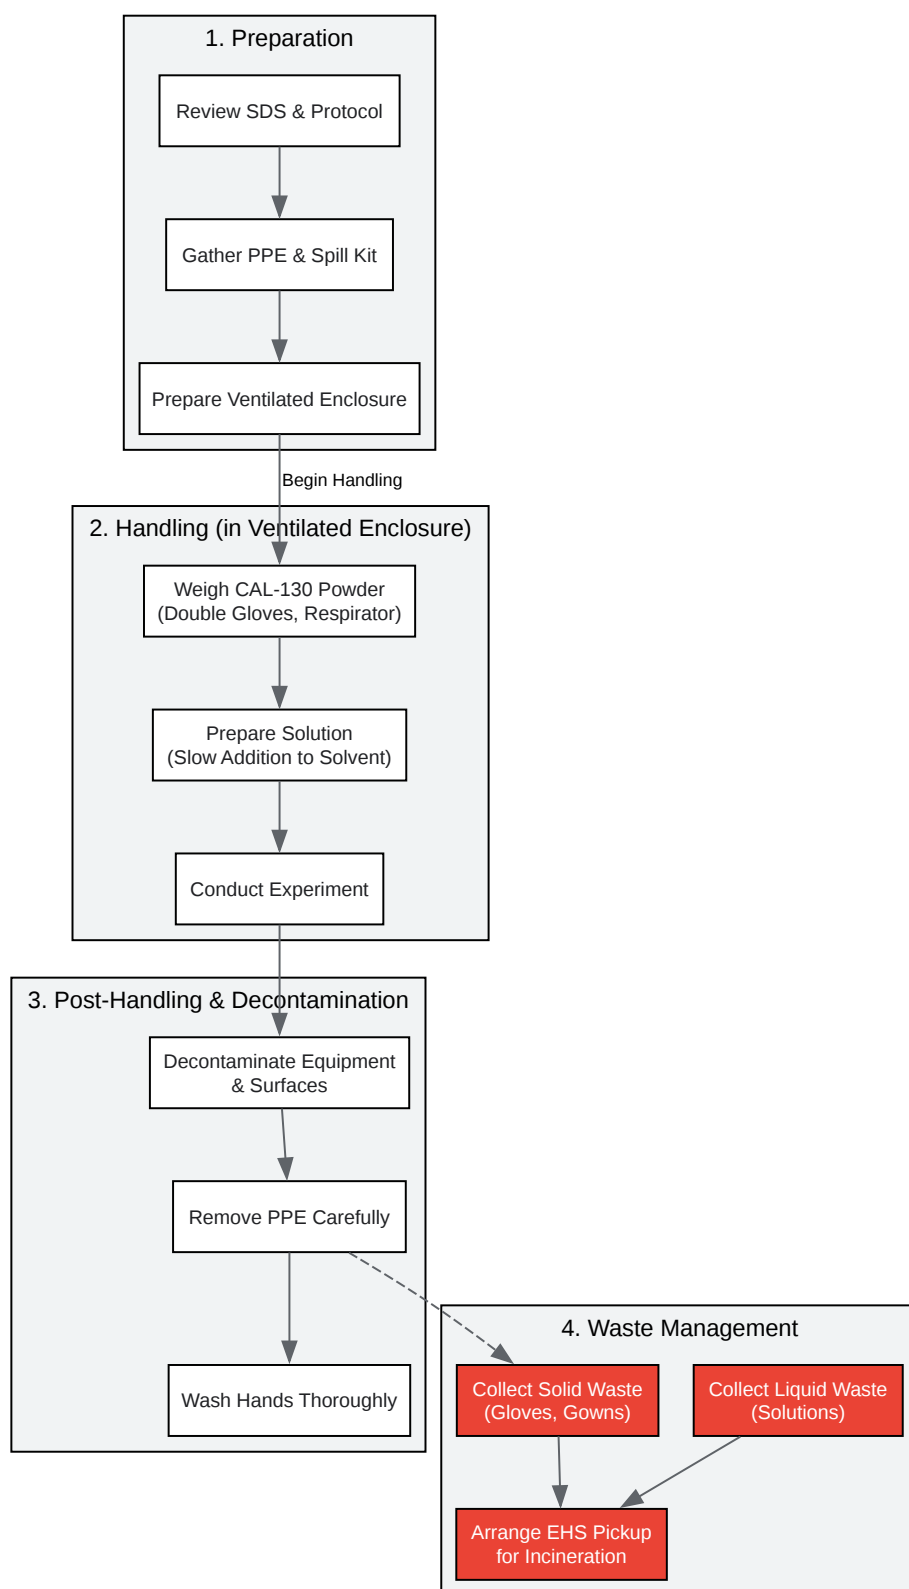 1. Preparation
Review SDS & Protocol
Gather PPE & Spill Kit
Prepare Ventilated Enclosure
Begin Handling
2. Handling (in Ventilated Enclosure)
Weigh CAL-130 Powder
(Double Gloves, Respirator)
Prepare Solution
(Slow Addition to Solvent)
Conduct Experiment
3. Post-Handling & Decontamination
Decontaminate Equipment
& Surfaces
Remove PPE Carefully
Wash Hands Thoroughly
4. Waste Management
Collect Solid Waste
(Gloves, Gowns)
Collect Liquid Waste
(Solutions)
Arrange EHS Pickup
for Incineration